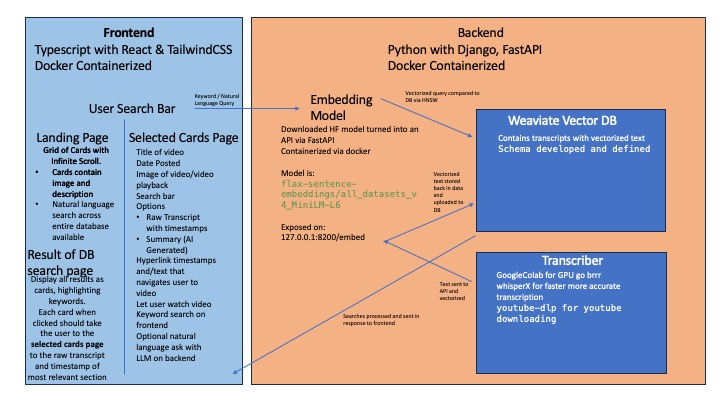 Frontend
Typescript with React & TailwindCSS
Docker Containerized
User Search Bar
Keyword / Natural
Language Query
Landing Page
Grid of Cards with
Infinite Scroll.
• Cards contain
image and
description
• Natural language
search across
entire database
available
Result of DB
search page
Display all results as
cards, highlighting
keywords.
Each card when
clicked should take
the user to the
selected cards page
to the raw transcript
and timestamp of
most relevant section
Selected Cards Page
Title of video
Date Posted
Image of video/video
playback
Search bar
Options
• Raw Transcript
with timestamps
• Summary (AI
Generated)
Hyperlink timestamps
and/text that
navigates user to
video
Let user watch video
Keyword search on
frontend
Optional natural
language ask with
LLM on backend
Backend
Python with Django, FastAPI
Docker Containerized
Embedding
Model
Downloaded HF model turned into an
API via FastAPI
Containerized via docker
Model is:
flax-sentence-
embeddings/all_datasets_v
4_MiniLM-L6
Exposed on:
127.0.0.1:8200/embed
Vectorized query compared to
DB via HNSW
Weaviate Vector DB
Contains transcripts with vectorized text
Schema developed and defined
Vectorized
text stored
back in data
and
uploaded to
DB
Transcriber
GoogleColab for GPU go brrr
whisperX for faster more accurate
transcription
youtube-dlp for youtube
downloading
Text sent to
API and
vectorized
Searches processed and sent in
response to frontend